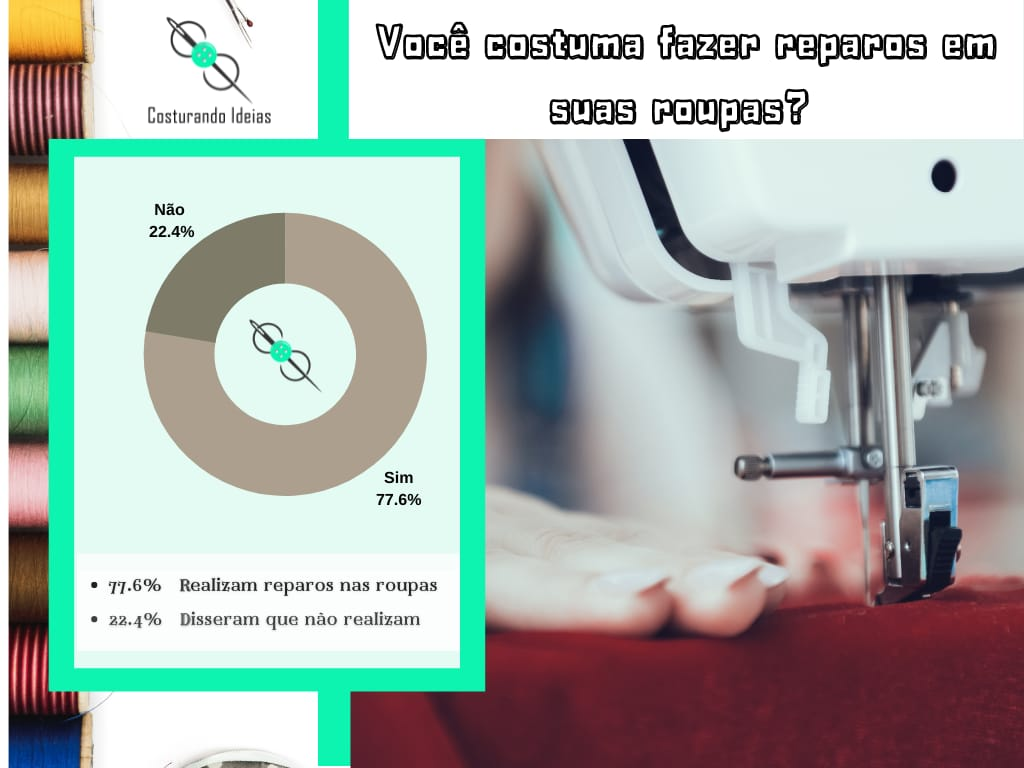 Costurando Ideias
Você costuma fazer reparos em
suas roupas?
Não
22.4%
Sim
77.6%
• 77.6% Realizam reparos nas roupas
• 22.4% Disseram que não realizam